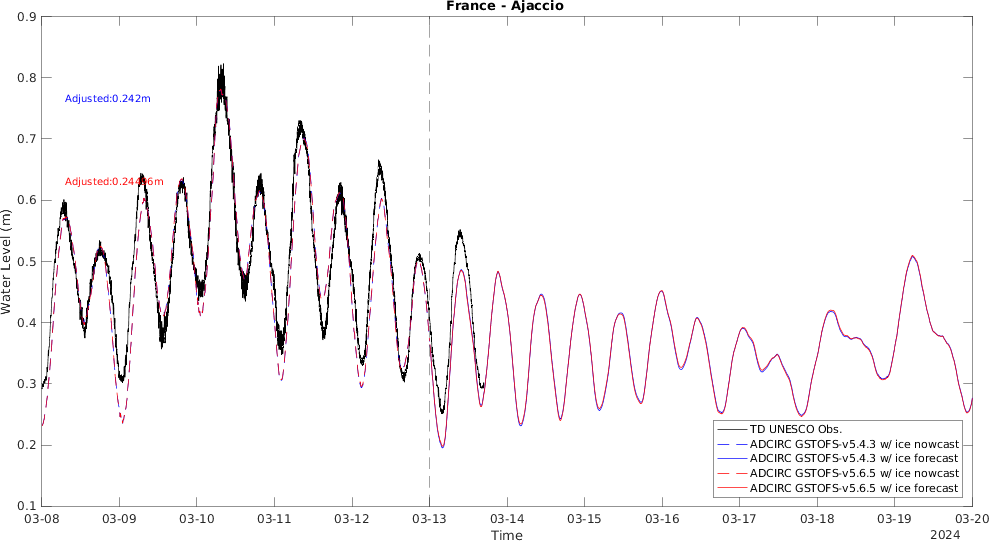 France - Ajaccio
0.9
0.8
0.7
0.6
0.5
0.4
0.3
0.2
0.1
Water Level (m)
Adjusted:0.242m
TD UNESCO Obs.
ADCIRC GSTOFS-v5.4.3 w/ ice nowcast
ADCIRC GSTOFS-v5.4.3 w/ ice forecast
ADCIRC GSTOFS-v5.6.5 w/ ice nowcast
ADCIRC GSTOFS-v5.6.5 w/ ice forecast
03-08 03-09 03-10 03-11 03-12 03-13 03-14 03-15 03-16 03-17 03-18 03-19 03-20
Time
2024